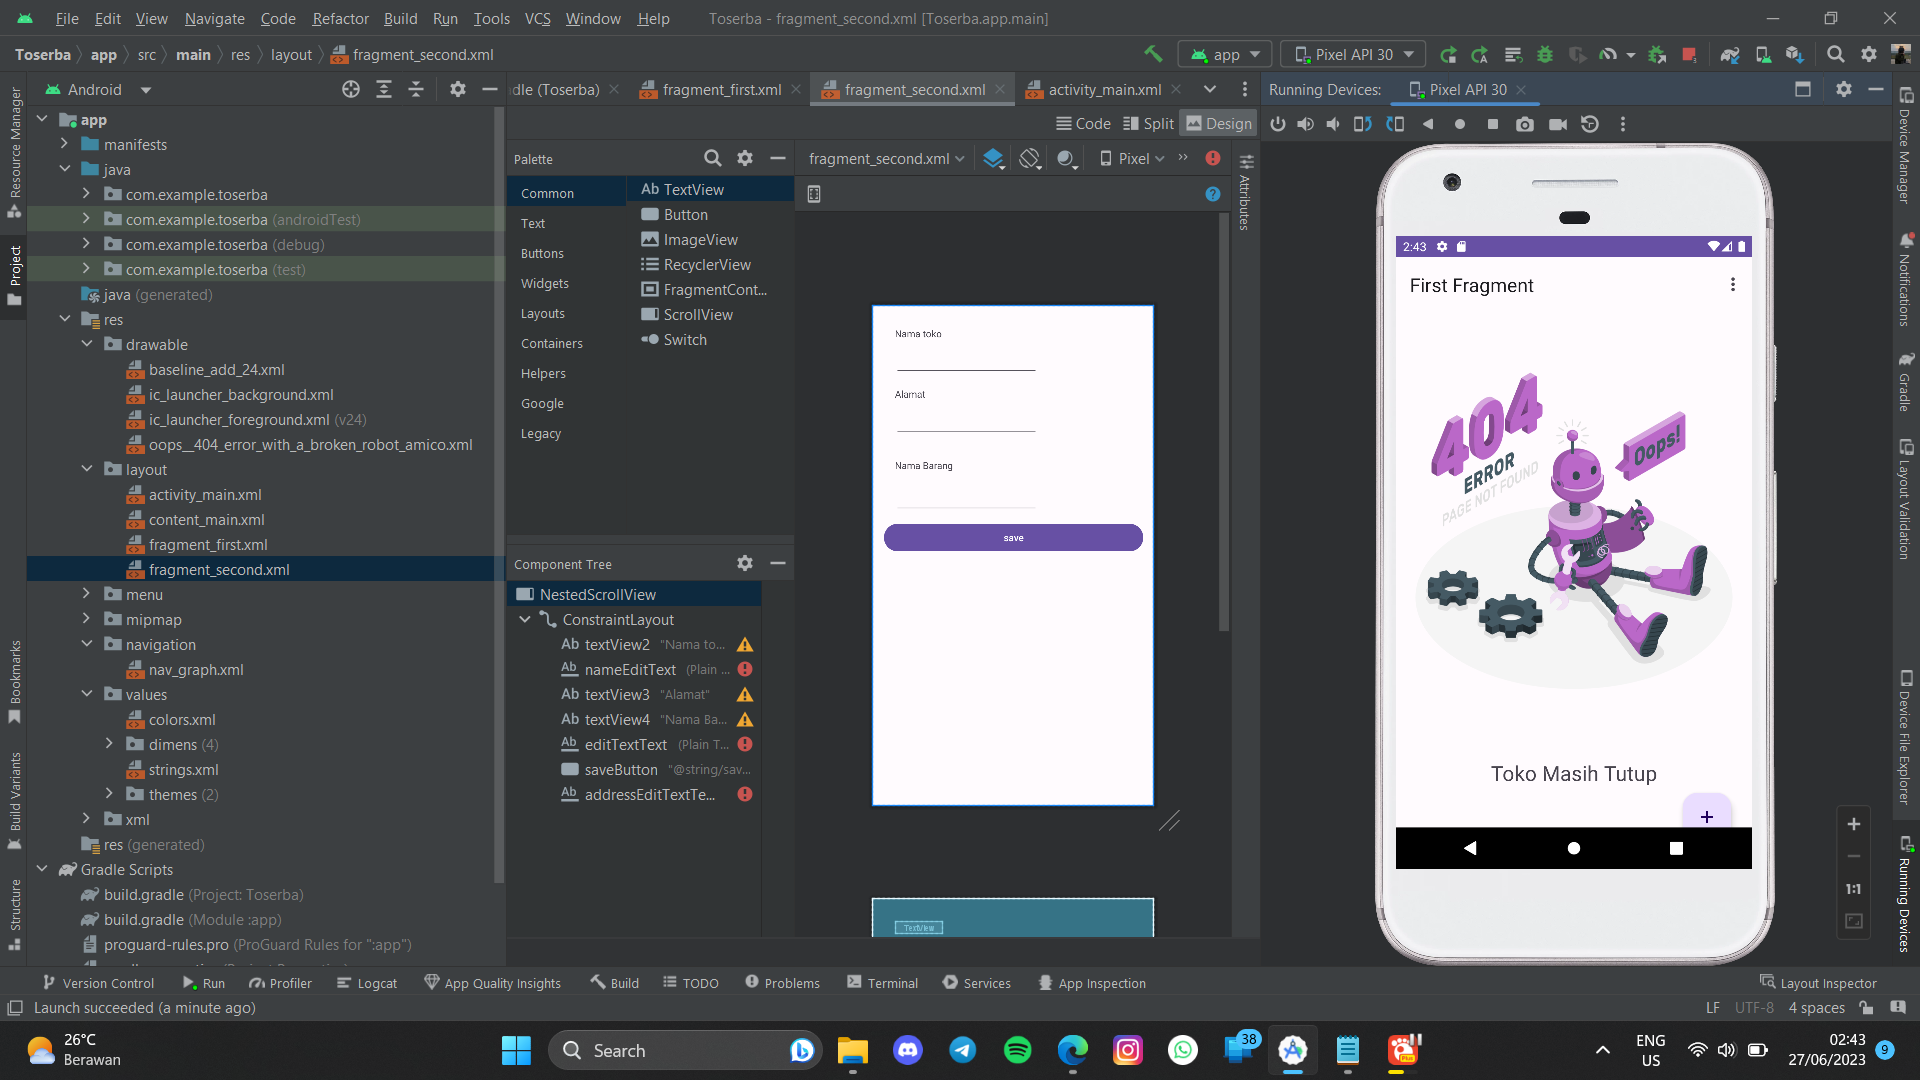 File Edit View Navigate Code Refactor Build Run Tools VCS Window Help Toserba - fragment_second.xml [Toserba.app.main]
Toserba app src main res layout fragment_second.xml app Pixel API 30
Android
dle (Toserba) fragment_first.xml fragment_second.xml activity_main.xml
Running Devices: Pixel API 30
Code Split Design
Resource Manager
Project
Bookmarks
Build Variants
Structure
app
manifests
java
com.example.toserba
com.example.toserba (androidTest)
com.example.toserba (debug)
com.example.toserba (test)
java (generated)
res
drawable
baseline_add_24.xml
ic_launcher_background.xml
ic_launcher_foreground.xml (v24)
oops__404_error_with_a_broken_robot_amico.xml
layout
activity_main.xml
content_main.xml
fragment_first.xml
fragment_second.xml
menu
mipmap
navigation
nav_graph.xml
values
colors.xml
dimens (4)
strings.xml
themes (2)
xml
res (generated)
Gradle Scripts
build.gradle (Project: Toserba)
build.gradle (Module :app)
proguard-rules.pro (ProGuard Rules for ":app")
Palette
Common
Text
Buttons
Widgets
Layouts
Containers
Helpers
Google
Legacy
Ab TextView
Button
ImageView
RecyclerView
FragmentCont...
ScrollView
Switch
Component Tree
NestedScrollView
ConstraintLayout
Ab textView2 "Nama to...
Ab nameEditText (Plain ...
Ab textView3 "Alamat"
Ab textView4 "Nama Ba...
Ab editTextText (Plain T...
saveButton "@string/sav...
Ab addressEditTextTe...
fragment_second.xml Pixel
Attributes
Nama toko
Alamat
Nama Barang
save
TextView
2:43
First Fragment
404
ERROR
PAGE NOT FOUND
Oops!
Toko Masih Tutup
+
1:1
Device Manager
Notifications
Gradle
Layout Validation
Device File Explorer
Running Devices
Version Control Run Profiler Logcat App Quality Insights Build TODO Problems Terminal Services App Inspection Layout Inspector
Launch succeeded (a minute ago) LF UTF-8 4 spaces
26°C
Berawan
Search
38
ENG
US
02:43
27/06/2023
9